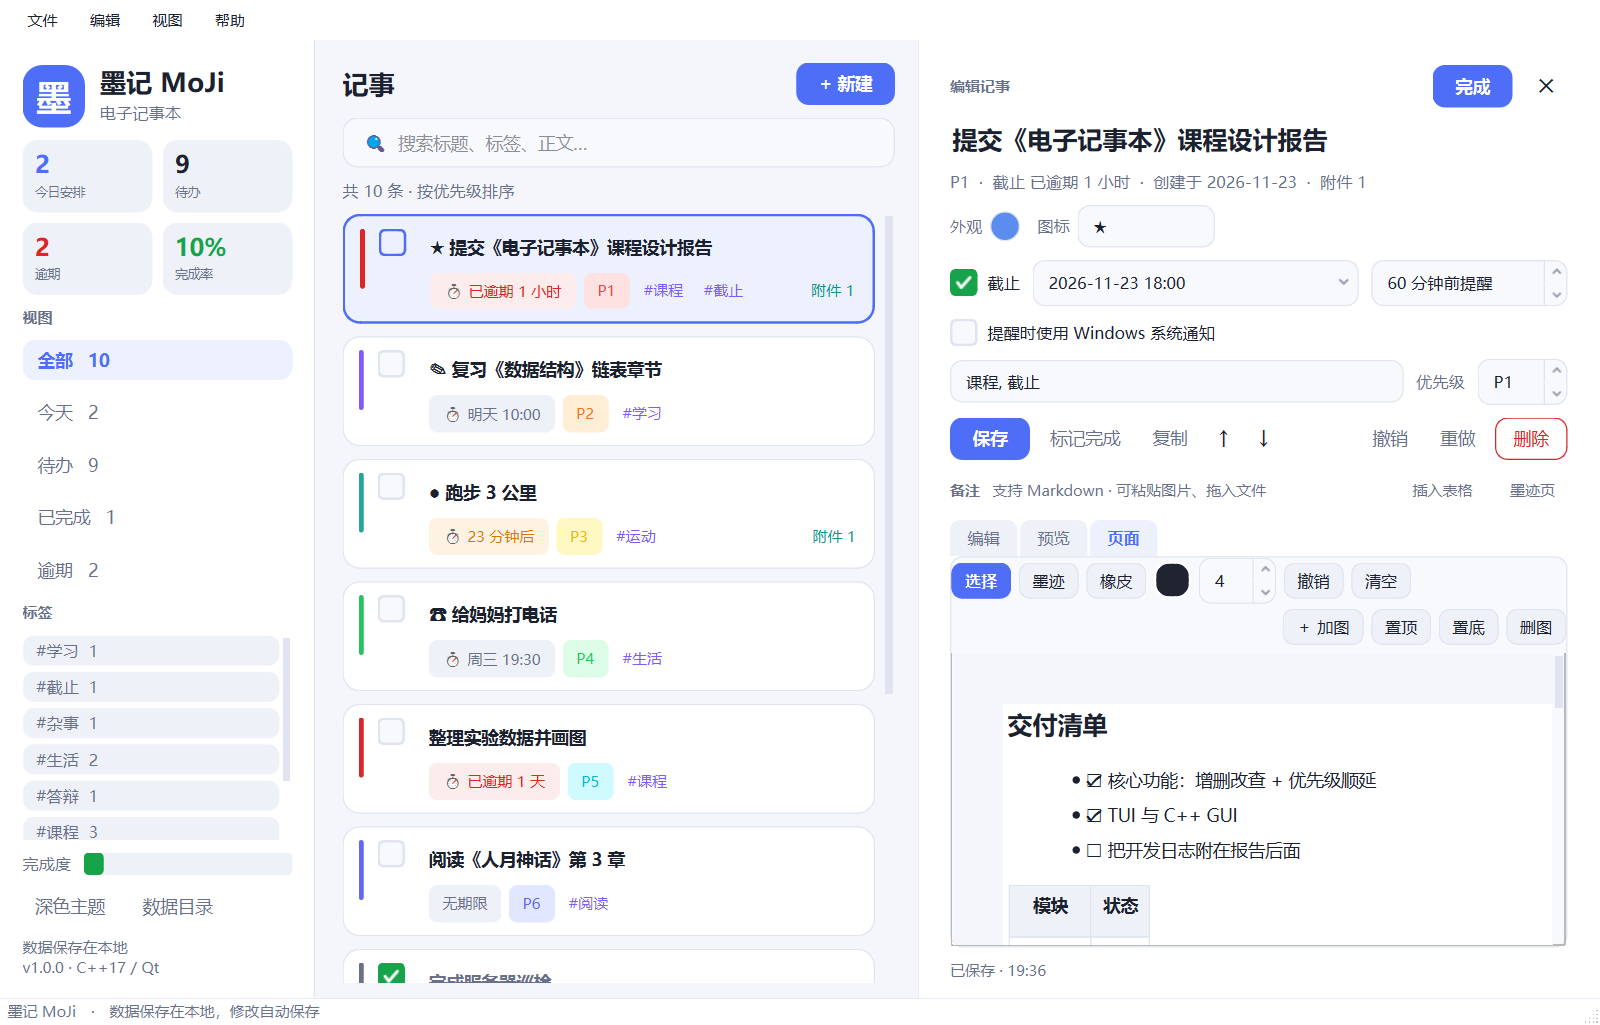 文件 编辑 视图 帮助
墨 墨记 MoJi
电子记事本
2 今日安排
9 待办
2 逾期
10% 完成率
视图
全部 10
今天 2
待办 9
已完成 1
逾期 2
标签
#学习 1
#截止 1
#杂事 1
#生活 2
#答辩 1
#课程 3
完成度
深色主题 数据目录
数据保存在本地
v1.0.0 · C++17 / Qt
记事 + 新建
搜索标题、标签、正文...
共 10 条 · 按优先级排序
★ 提交《电子记事本》课程设计报告
⏱ 已逾期 1 小时 P1 #课程 #截止 附件 1
✎ 复习《数据结构》链表章节
⏱ 明天 10:00 P2 #学习
● 跑步 3 公里
⏱ 23 分钟后 P3 #运动 附件 1
☎ 给妈妈打电话
⏱ 周三 19:30 P4 #生活
整理实验数据并画图
⏱ 已逾期 1 天 P5 #课程
阅读《人月神话》第 3 章
无期限 P6 #阅读
完成服务器巡检
编辑记事 完成 ✕
提交《电子记事本》课程设计报告
P1 · 截止 已逾期 1 小时 · 创建于 2026-11-23 · 附件 1
外观 图标 ★
截止 2026-11-23 18:00 60 分钟前提醒
提醒时使用 Windows 系统通知
课程, 截止 优先级 P1
保存 标记完成 复制 ↑ ↓ 撤销 重做 删除
备注 支持 Markdown · 可粘贴图片、拖入文件 插入表格 墨迹页
编辑 预览 页面
选择 墨迹 橡皮 4 撤销 清空
+ 加图 置顶 置底 删图
交付清单
• ☑ 核心功能：增删改查 + 优先级顺延
• ☑ TUI 与 C++ GUI
• ☐ 把开发日志附在报告后面
模块 状态
已保存 · 19:36
墨记 MoJi · 数据保存在本地，修改自动保存